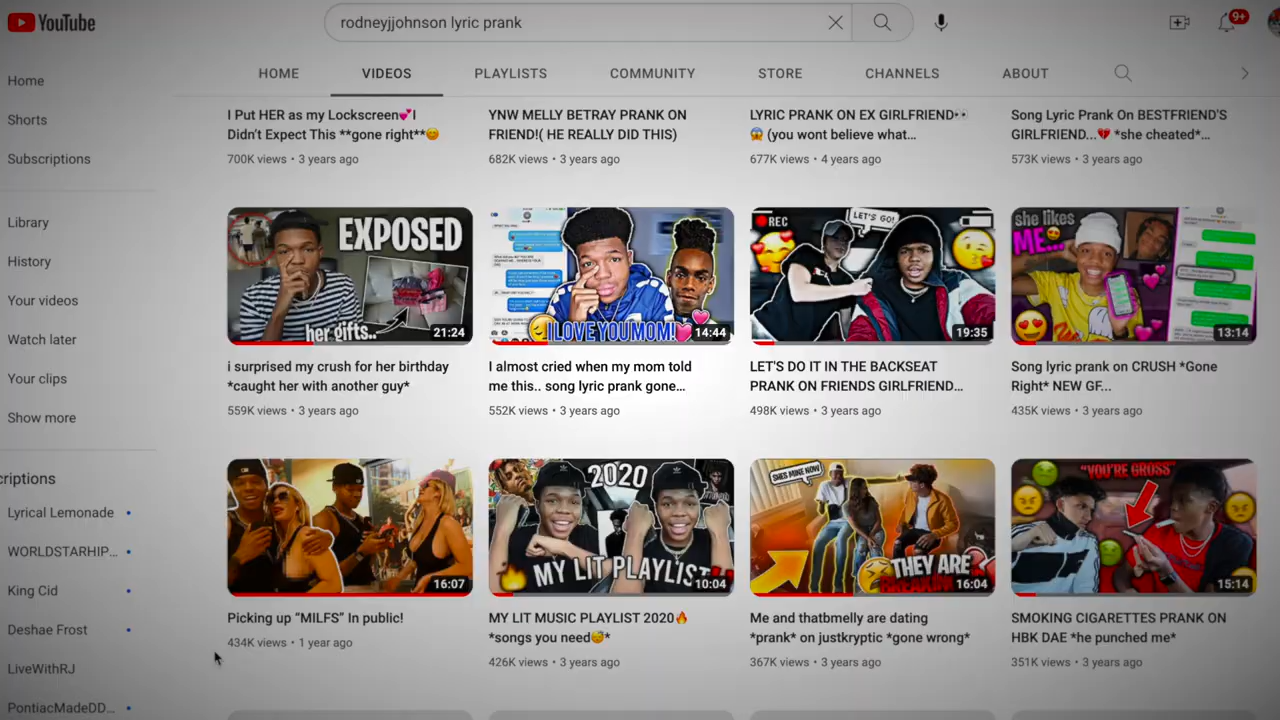 YouTube
rodneyjjohnson lyric prank
9+
HOME VIDEOS PLAYLISTS COMMUNITY STORE CHANNELS ABOUT
Home
Shorts
Subscriptions
Library
History
Your videos
Watch later
Your clips
Show more
criptions
Lyrical Lemonade
WORLDSTARHIP...
King Cid
Deshae Frost
LiveWithRJ
PontiacMadeDD...
I Put HER as my Lockscreen💕I
Didn't Expect This **gone right**😊
700K views • 3 years ago
YNW MELLY BETRAY PRANK ON
FRIEND!( HE REALLY DID THIS)
682K views • 3 years ago
LYRIC PRANK ON EX GIRLFRIEND👀
😱 (you wont believe what...
677K views • 4 years ago
Song Lyric Prank On BESTFRIEND'S
GIRLFRIEND...💔 *she cheated*...
573K views • 3 years ago
EXPOSED
her gifts..
21:24
i surprised my crush for her birthday
*caught her with another guy*
559K views • 3 years ago
I LOVE YOU MOM!
14:44
I almost cried when my mom told
me this.. song lyric prank gone...
552K views • 3 years ago
REC
LET'S GO!
19:35
LET'S DO IT IN THE BACKSEAT
PRANK ON FRIENDS GIRLFRIEND...
498K views • 3 years ago
she likes
ME...
13:14
Song lyric prank on CRUSH *Gone
Right* NEW GF...
435K views • 3 years ago
16:07
Picking up “MILFS” In public!
434K views • 1 year ago
2020
MY LIT PLAYLIST
10:04
MY LIT MUSIC PLAYLIST 2020🔥
*songs you need😴*
426K views • 3 years ago
SHES MINE NOW
THEY ARE
16:04
Me and thatbmelly are dating
*prank* on justkryptic *gone wrong*
367K views • 3 years ago
"YOU'RE GROSS"
15:14
SMOKING CIGARETTES PRANK ON
HBK DAE *he punched me*
351K views • 3 years ago